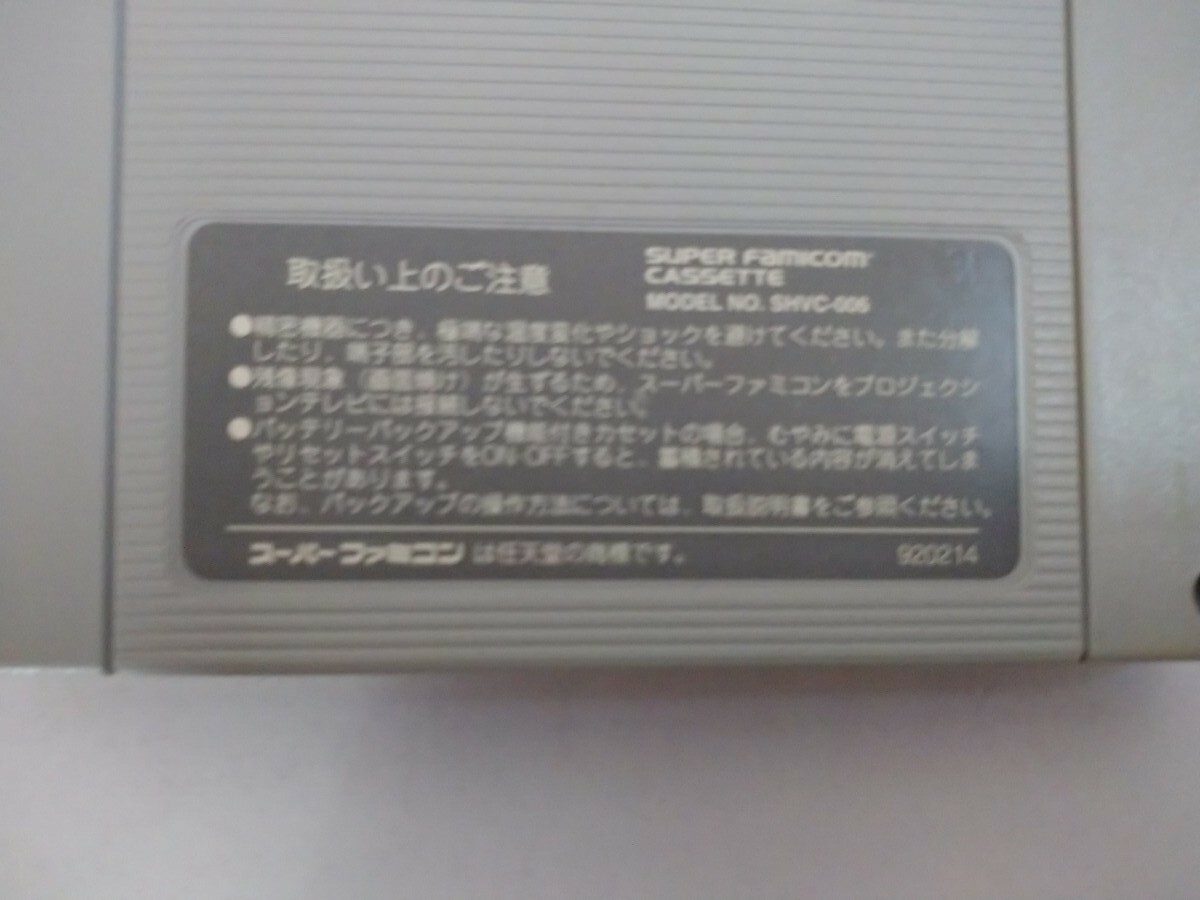 取扱い上のご注意
SUPER FAMICOM
CASSETTE
MODEL NO. SHVC-006
●精密機器につき、極端な温度変化やショックを避けてください。また分解
したり、端子部を汚したりしないでください。
●残像現象(画面焼け)が生ずるため、スーパーファミコンをプロジェクシ
ョンテレビには接続しないでください。
●バッテリーバックアップ機能付きカセットの場合、むやみに電源スイッチ
やリセットスイッチをON-OFFすると、蓄積されている内容が消えてしま
うことがあります。
なお、バックアップの操作方法については、取扱説明書をご参照ください。
スーパーファミコン は任天堂の商標です。
920214